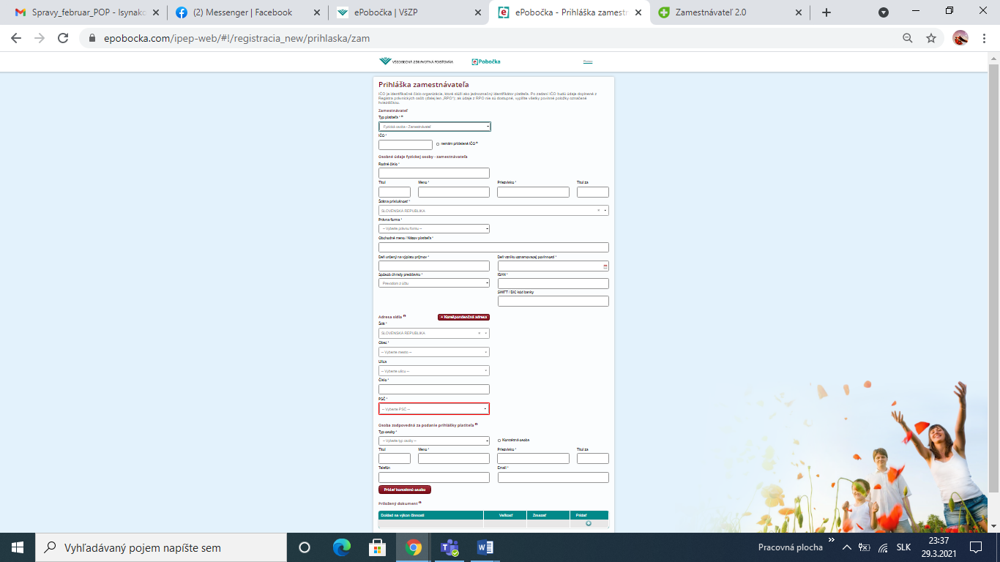 Spravy_februar_POP - Isynak
(2) Messenger | Facebook
ePobočka | VšZP
ePobočka - Prihláška zamestn
Zamestnávateľ 2.0
epobocka.com/ipep-web/#!/registracia_new/prihlaska/zam
VŠEOBECNÁ ZDRAVOTNÁ POISŤOVŇA
ePobočka
Prihláška zamestnávateľa
IČO je identifikačné číslo organizácie, ktoré slúži ako jednoznačný identifikátor platiteľa. Po zadaní IČO budú údaje doplnené z
Registra právnických osôb (ďalej len „RPO"); ak údaje z RPO nie sú dostupné, vyplňte všetky povinné položky označené
hviezdičkou.
Zamestnávateľ
Typ platiteľa *
Fyzická osoba - Zamestnávateľ
IČO *
nemám pridelené IČO
Osobné údaje fyzickej osoby - zamestnávateľa
Rodné číslo *
Titul Meno * Priezvisko * Titul za
Štátna príslušnosť *
SLOVENSKÁ REPUBLIKA
Právna forma *
-- Vyberte právnu formu --
Obchodné meno / Názov platiteľa *
Deň určený na výplatu príjmov * Deň vzniku oznamovacej povinnosti *
Spôsob úhrady preddavku * IBAN *
Prevodom z účtu
SWIFT / BIC kód banky
Adresa sídla + Korešpondenčná adresa
Štát *
SLOVENSKÁ REPUBLIKA
Obec *
-- Vyberte mesto --
Ulica
-- Vyberte ulicu --
Číslo *
PSČ *
-- Vyberte PSČ --
Osoba zodpovedná za podanie prihlášky platiteľa
Typ osoby *
-- Vyberte typ osoby -- Kontaktná osoba
Titul Meno * Priezvisko * Titul za
Telefón Email *
Pridať kontaktnú osobu
Priložený dokument
Doklad na výkon činnosti Veľkosť Zmazať Pridať
Vyhľadávaný pojem napíšte sem
Pracovná plocha
SLK
23:37
29.3.2021